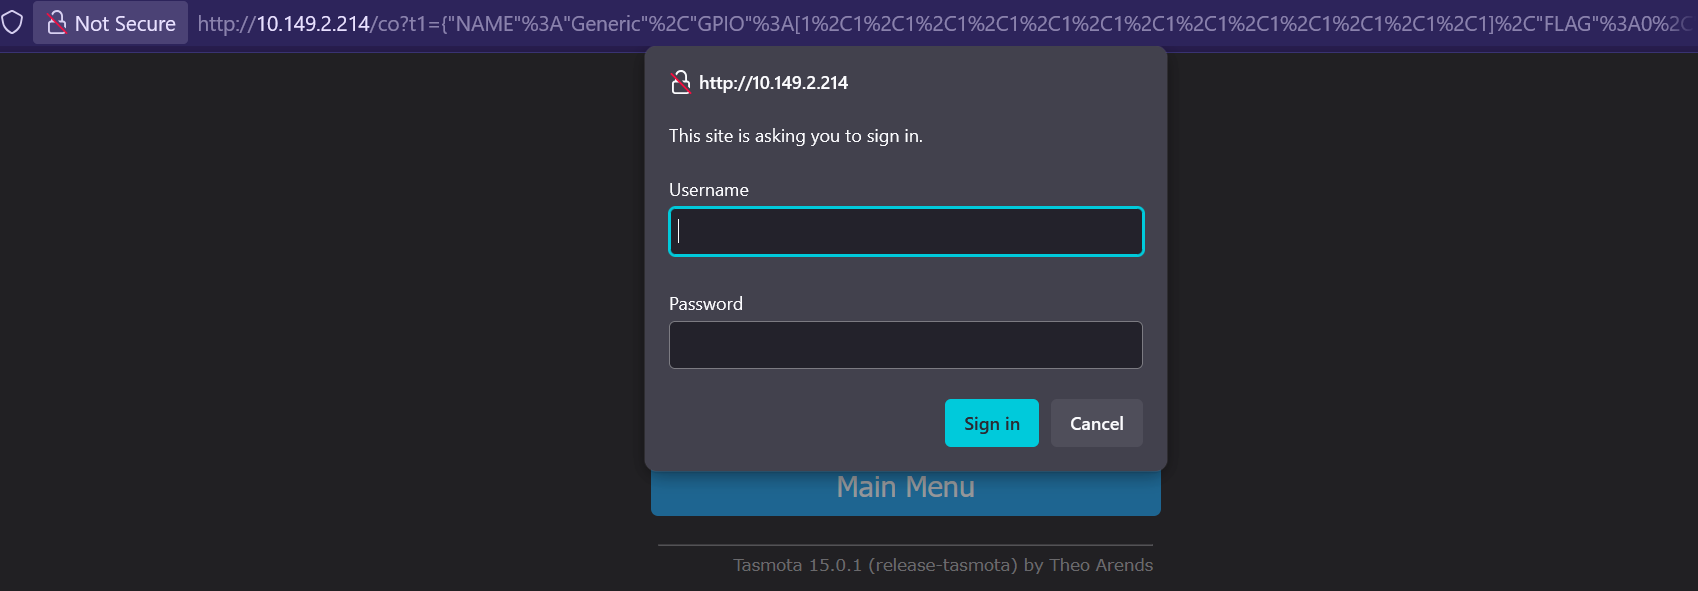 Not Secure http://10.149.2.214/co?t1={"NAME"%3A"Generic"%2C"GPIO"%3A[1%2C1%2C1%2C1%2C1%2C1%2C1%2C1%2C1%2C1%2C1%2C1%2C1%2C1]%2C"FLAG"%3A0%2C
http://10.149.2.214
This site is asking you to sign in.
Username
Password
Sign in Cancel
Main Menu
Tasmota 15.0.1 (release-tasmota) by Theo Arends